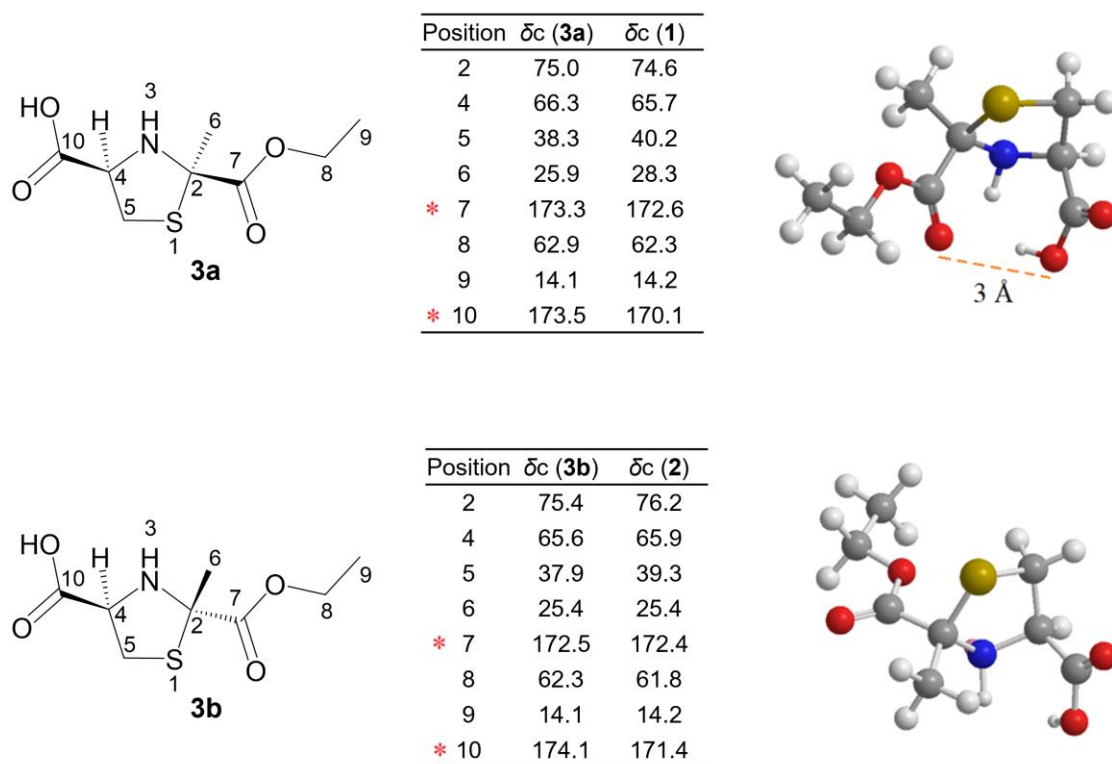 HO
10
O
H
4
5
3
H
N
S
1
6
2
7
O
O
8
9
3a
Position δc (3a) δc (1)
2 75.0 74.6
4 66.3 65.7
5 38.3 40.2
6 25.9 28.3
* 7 173.3 172.6
8 62.9 62.3
9 14.1 14.2
* 10 173.5 170.1
3 Å
HO
10
O
H
4
5
3
H
N
S
1
6
2
7
O
O
8
9
3b
Position δc (3b) δc (2)
2 75.4 76.2
4 65.6 65.9
5 37.9 39.3
6 25.4 25.4
* 7 172.5 172.4
8 62.3 61.8
9 14.1 14.2
* 10 174.1 171.4